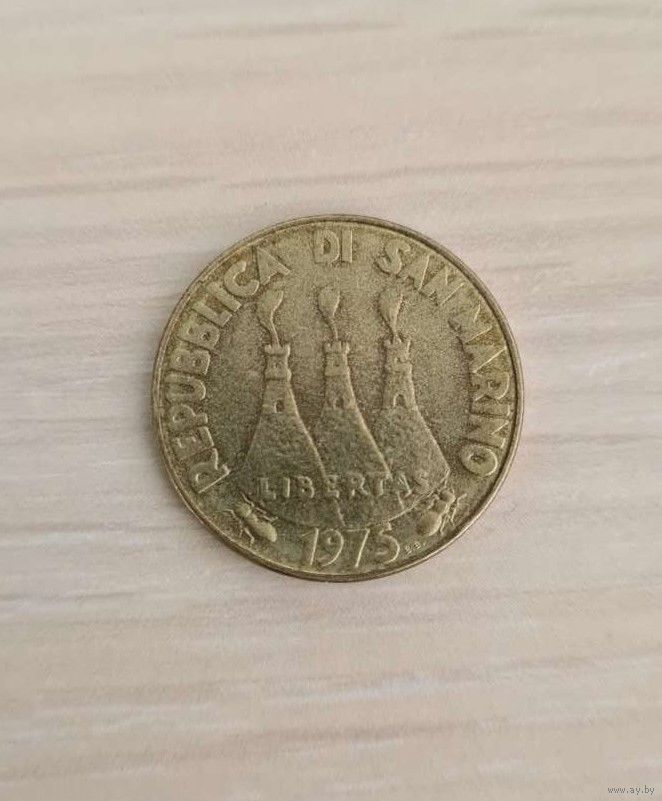 REPUBBLICA DI SAN MARINO
LIBERTAS
1975
www.ay.by